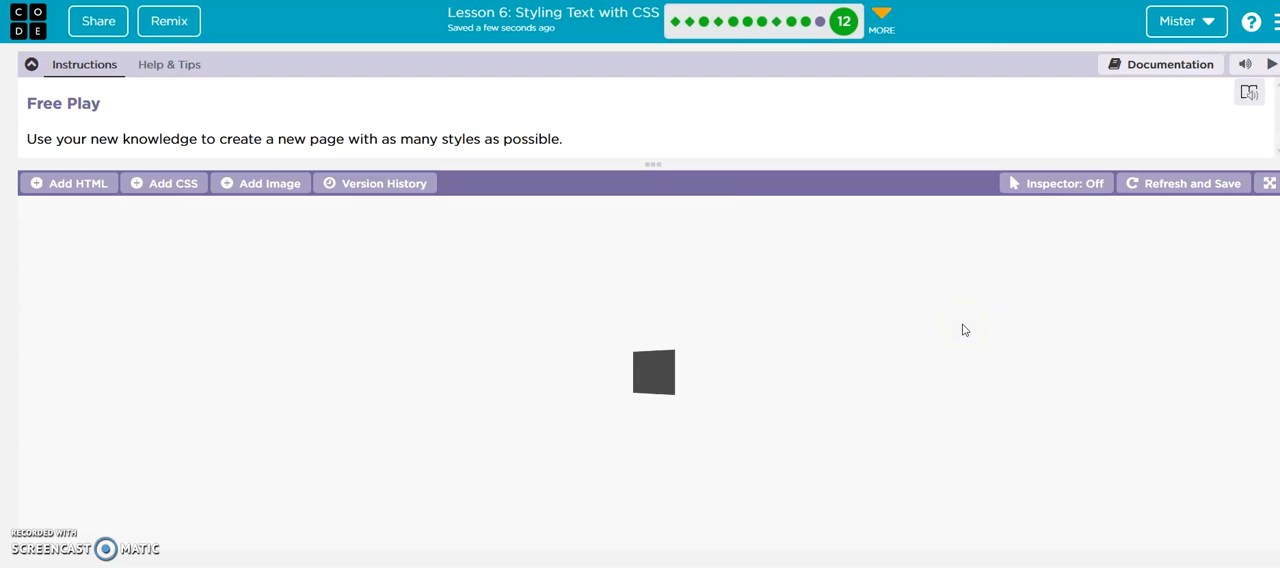 CO
DE
Share
Remix
Lesson 6: Styling Text with CSS
Saved a few seconds ago
12
MORE
Mister
?
Instructions
Help & Tips
Documentation
Free Play
Use your new knowledge to create a new page with as many styles as possible.
Add HTML
Add CSS
Add Image
Version History
Inspector: Off
Refresh and Save
RECORDED WITH
SCREENCAST MATIC